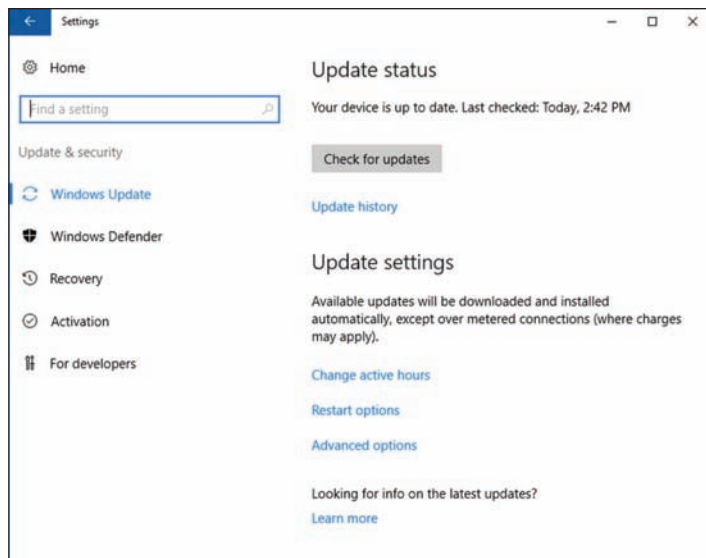 Settings
Home
Find a setting
Update & security
Windows Update
Windows Defender
Recovery
Activation
For developers
Update status
Your device is up to date. Last checked: Today, 2:42 PM
Check for updates
Update history
Update settings
Available updates will be downloaded and installed
automatically, except over metered connections (where charges
may apply).
Change active hours
Restart options
Advanced options
Looking for info on the latest updates?
Learn more